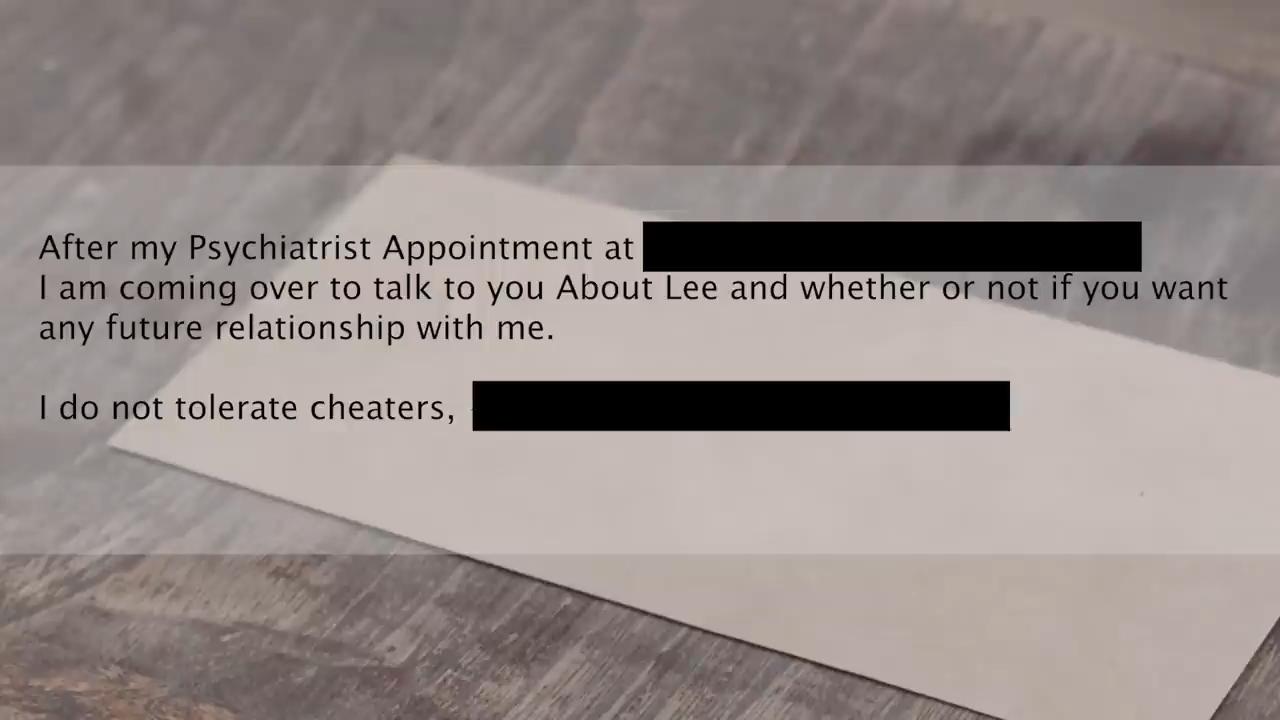 After my Psychiatrist Appointment at
I am coming over to talk to you About Lee and whether or not if you want
any future relationship with me.
I do not tolerate cheaters,